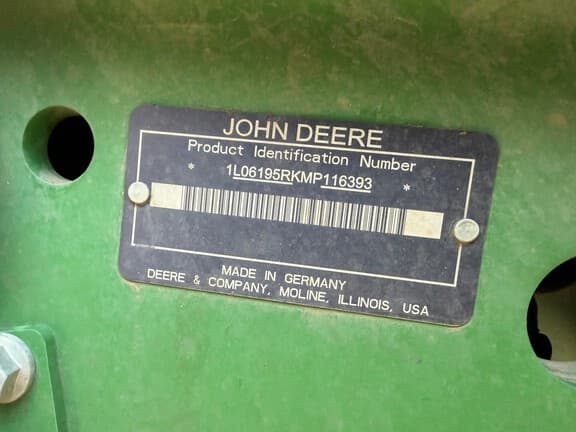 JOHN DEERE
Product Identification Number
* 1L06195RKMP116393 *
MADE IN GERMANY
DEERE & COMPANY, MOLINE, ILLINOIS, USA